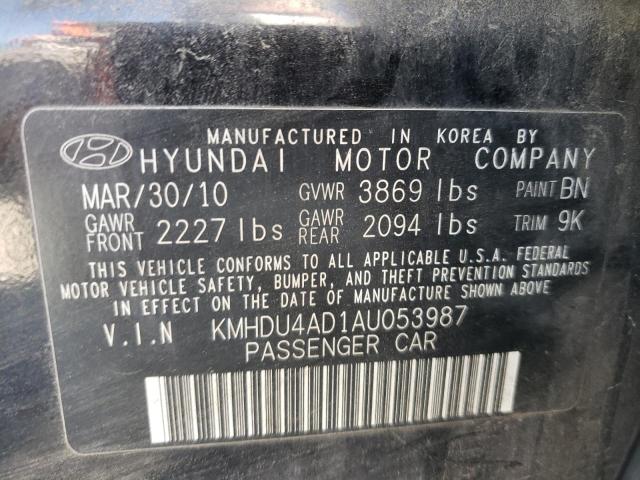 MANUFACTURED IN KOREA BY
HYUNDAI MOTOR COMPANY
MAR/30/10 GVWR 3869 lbs PAINT BN
GAWR FRONT 2227 lbs GAWR REAR 2094 lbs TRIM 9K
THIS VEHICLE CONFORMS TO ALL APPLICABLE U.S.A. FEDERAL
MOTOR VEHICLE SAFETY, BUMPER, AND THEFT PREVENTION STANDARDS
IN EFFECT ON THE DATE OF MANUFACTURE SHOWN ABOVE
V.I.N KMHDU4AD1AU053987
PASSENGER CAR